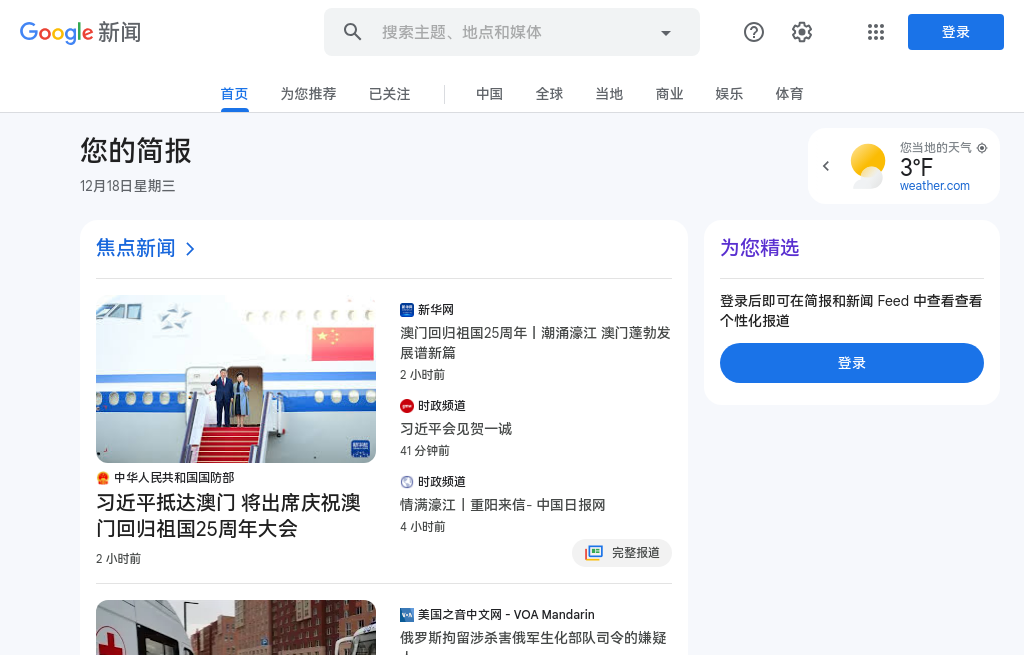 Google 新闻
搜索主题、地点和媒体
登录
首页
为您推荐
已关注
中国
全球
当地
商业
娱乐
体育
您的简报
12月18日星期三
您当地的天气
3°F
weather.com
焦点新闻
中华人民共和国国防部
习近平抵达澳门 将出席庆祝澳
门回归祖国25周年大会
2 小时前
新华网
澳门回归祖国25周年丨潮涌濠江 澳门蓬勃发
展谱新篇
2 小时前
时政频道
习近平会见贺一诚
41 分钟前
时政频道
情满濠江丨重阳来信- 中国日报网
4 小时前
完整报道
VOA
美国之音中文网 - VOA Mandarin
俄罗斯拘留涉杀害俄军生化部队司令的嫌疑
为您精选
登录后即可在简报和新闻 Feed 中查看查看
个性化报道
登录